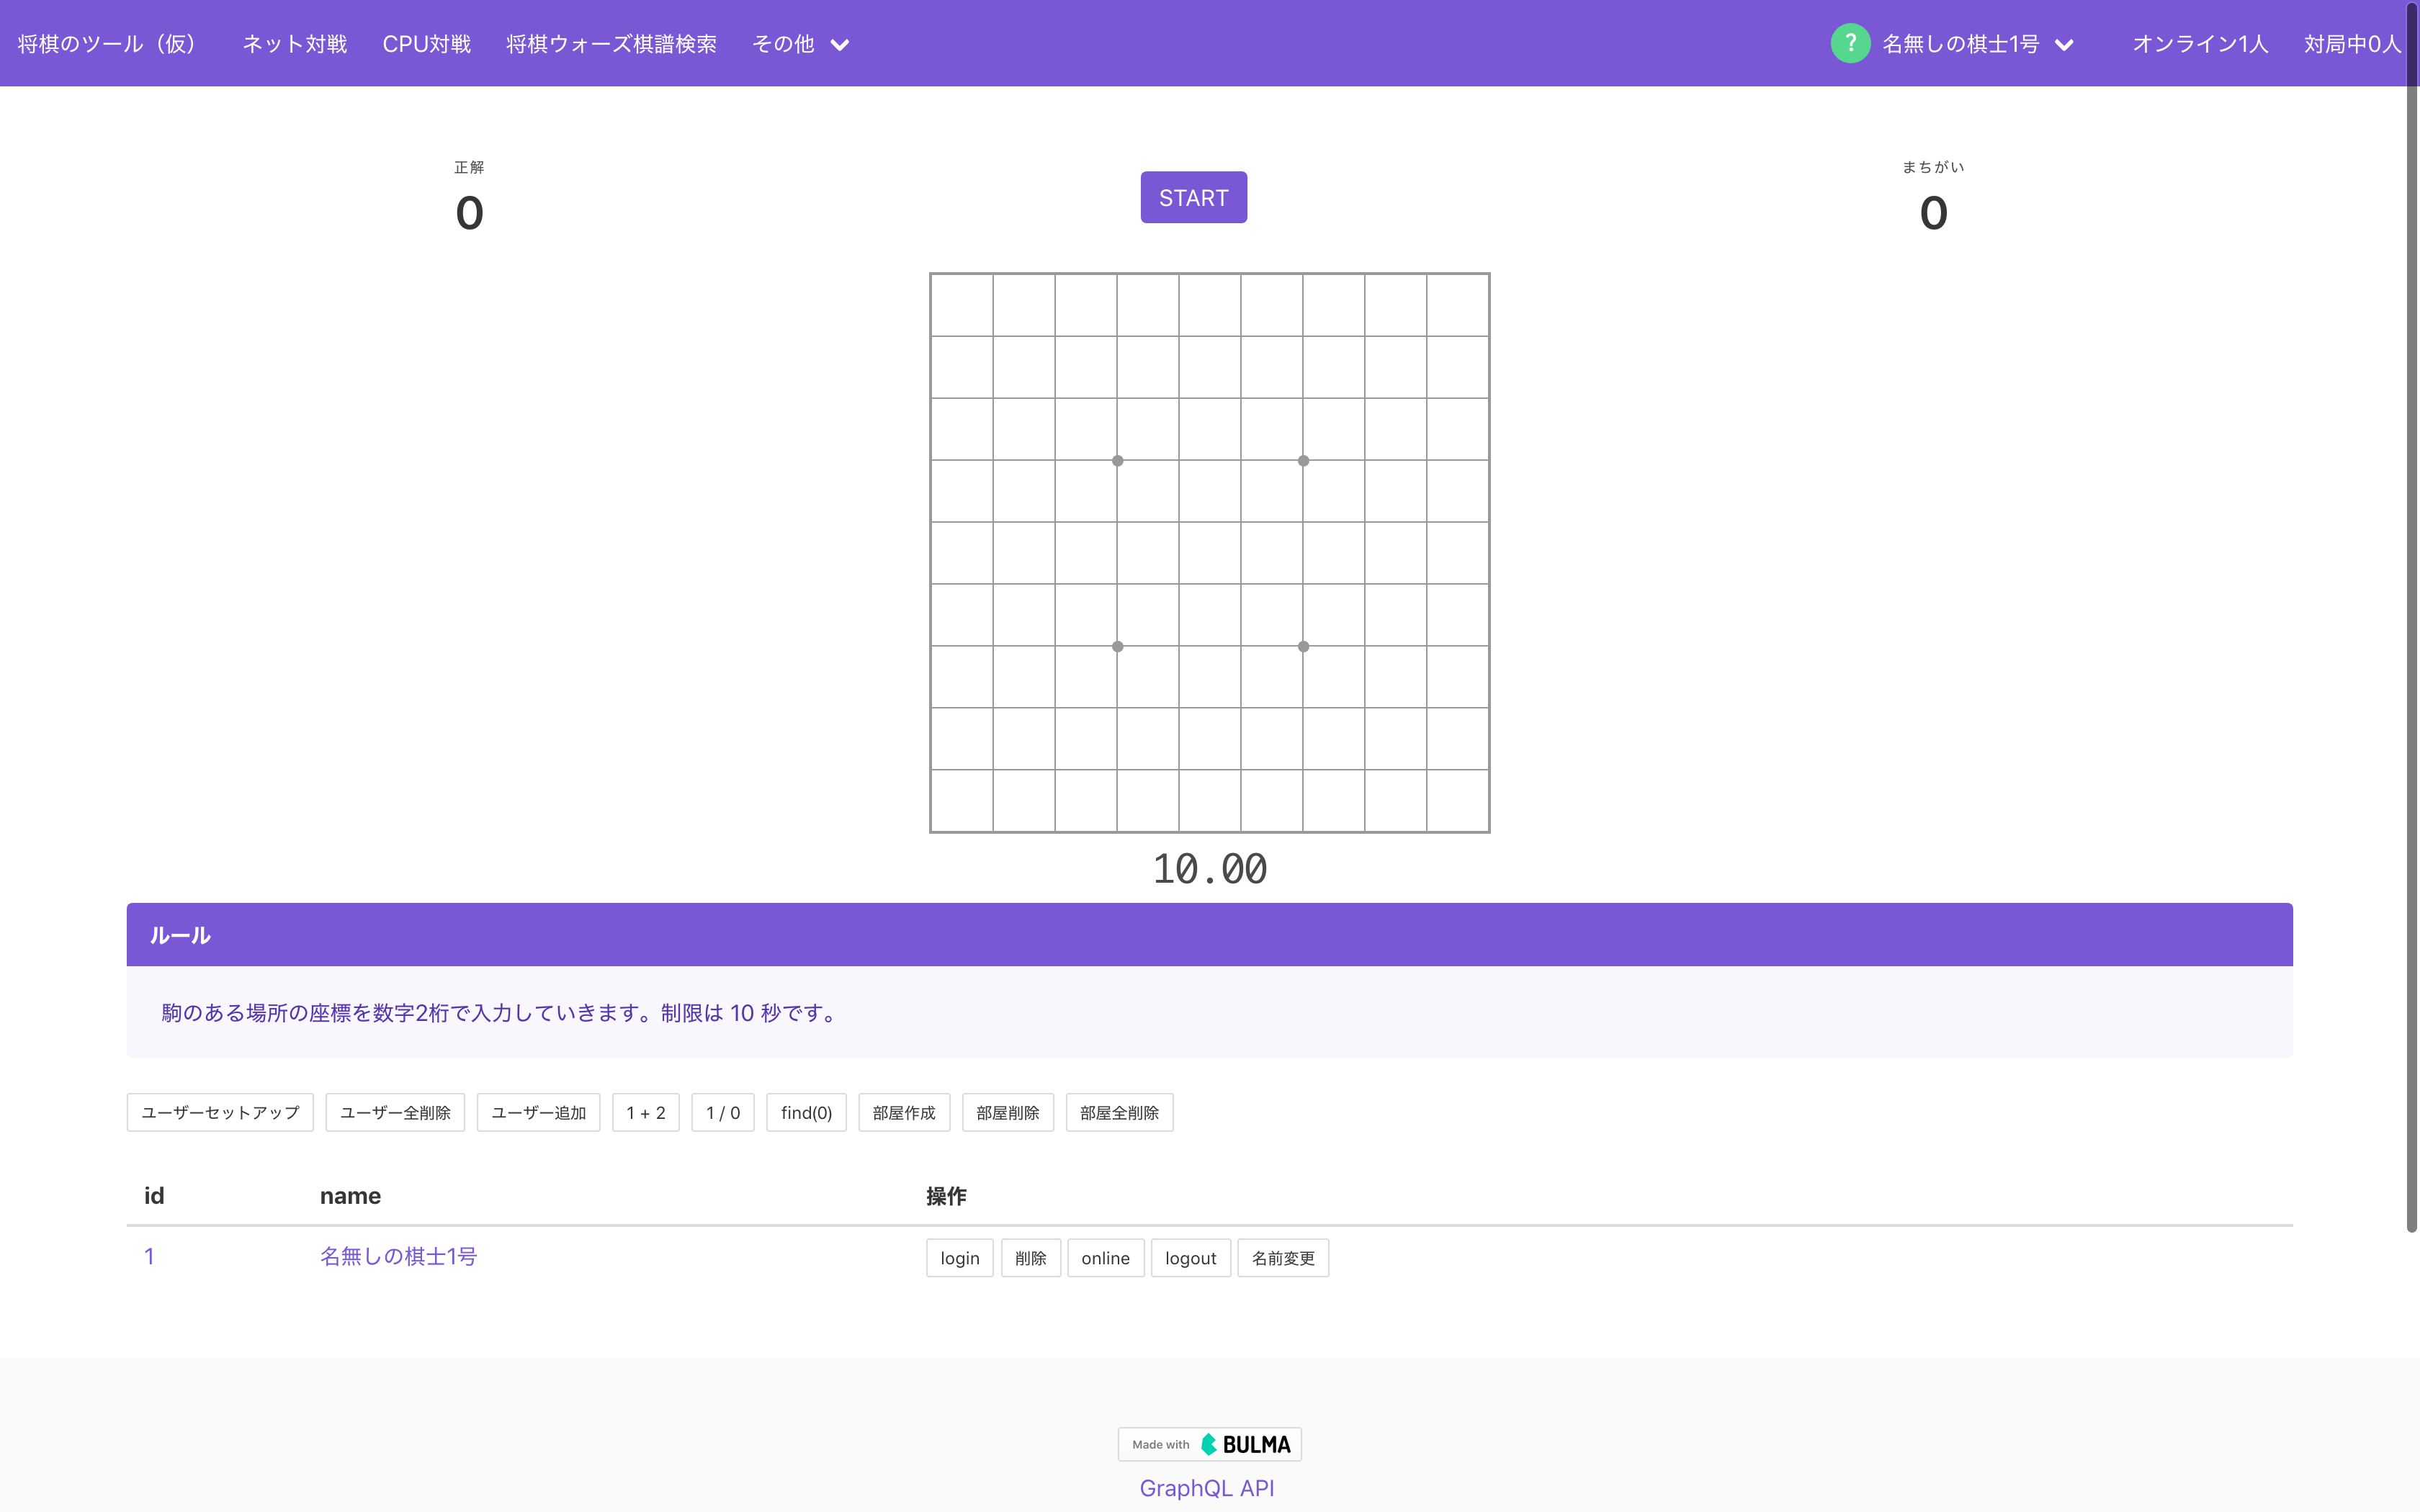 将棋のツール（仮） ネット対戦 CPU対戦 将棋ウォーズ棋譜検索 その他 ? 名無しの棋士1号 オンライン1人 対局中0人
正解 まちがい
0 START 0
10.00
ルール
駒のある場所の座標を数字2桁で入力していきます。制限は 10 秒です。
ユーザーセットアップ ユーザー全削除 ユーザー追加 1 + 2 1 / 0 find(0) 部屋作成 部屋削除 部屋全削除
id name 操作
1 名無しの棋士1号 login 削除 online logout 名前変更
Made with BULMA
GraphQL API